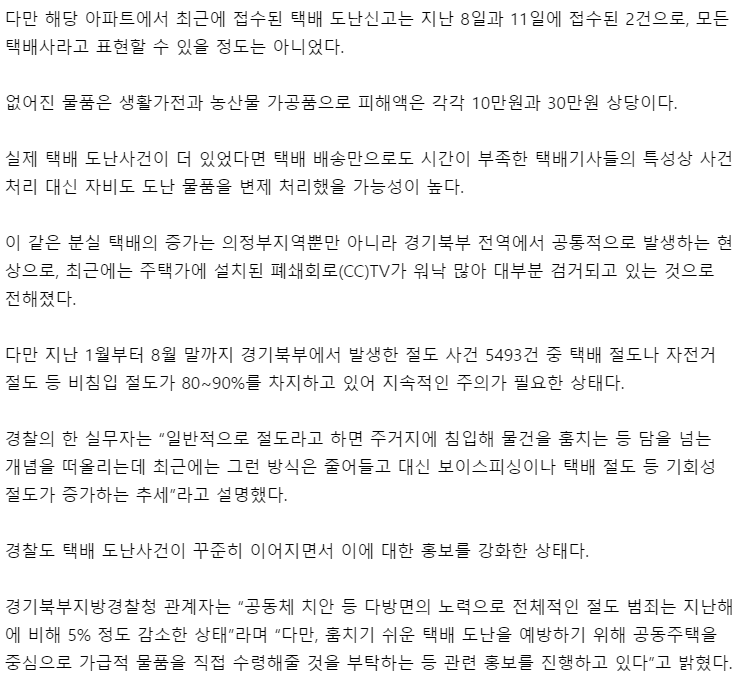 다만 해당 아파트에서 최근에 접수된 택배 도난신고는 지난 8일과 11일에 접수된 2건으로, 모든
택배사라고 표현할 수 있을 정도는 아니었다.
없어진 물품은 생활가전과 농산물 가공품으로 피해액은 각각 10만원과 30만원 상당이다.
실제 택배 도난사건이 더 있었다면 택배 배송만으로도 시간이 부족한 택배기사들의 특성상 사건
처리 대신 자비도 도난 물품을 변제 처리했을 가능성이 높다.
이 같은 분실 택배의 증가는 의정부지역뿐만 아니라 경기북부 전역에서 공통적으로 발생하는 현
상으로, 최근에는 주택가에 설치된 폐쇄회로(CC)TV가 워낙 많아 대부분 검거되고 있는 것으로
전해졌다.
다만 지난 1월부터 8월 말까지 경기북부에서 발생한 절도 사건 5493건 중 택배 절도나 자전거
절도 등 비침입 절도가 80~90%를 차지하고 있어 지속적인 주의가 필요한 상태다.
경찰의 한 실무자는 “일반적으로 절도라고 하면 주거지에 침입해 물건을 훔치는 등 담을 넘는
개념을 떠올리는데 최근에는 그런 방식은 줄어들고 대신 보이스피싱이나 택배 절도 등 기회성
절도가 증가하는 추세”라고 설명했다.
경찰도 택배 도난사건이 꾸준히 이어지면서 이에 대한 홍보를 강화한 상태다.
경기북부지방경찰청 관계자는 “공동체 치안 등 다방면의 노력으로 전체적인 절도 범죄는 지난해
에 비해 5% 정도 감소한 상태”라며 “다만, 훔치기 쉬운 택배 도난을 예방하기 위해 공동주택을
중심으로 가급적 물품을 직접 수령해줄 것을 부탁하는 등 관련 홍보를 진행하고 있다”고 밝혔다.